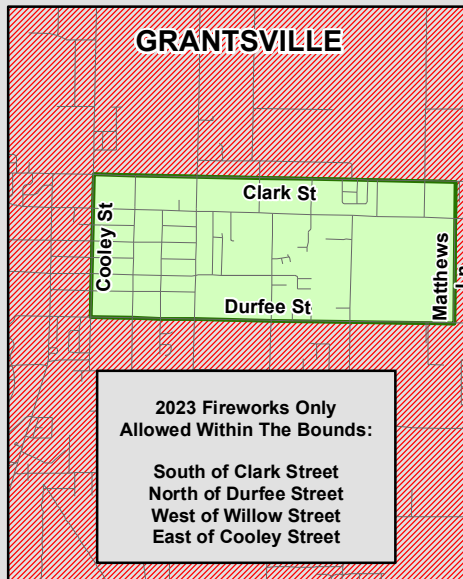 GRANTSVILLE
Clark St
Cooley St
Matthews Ln
Durfee St
2023 Fireworks Only
Allowed Within The Bounds:
South of Clark Street
North of Durfee Street
West of Willow Street
East of Cooley Street